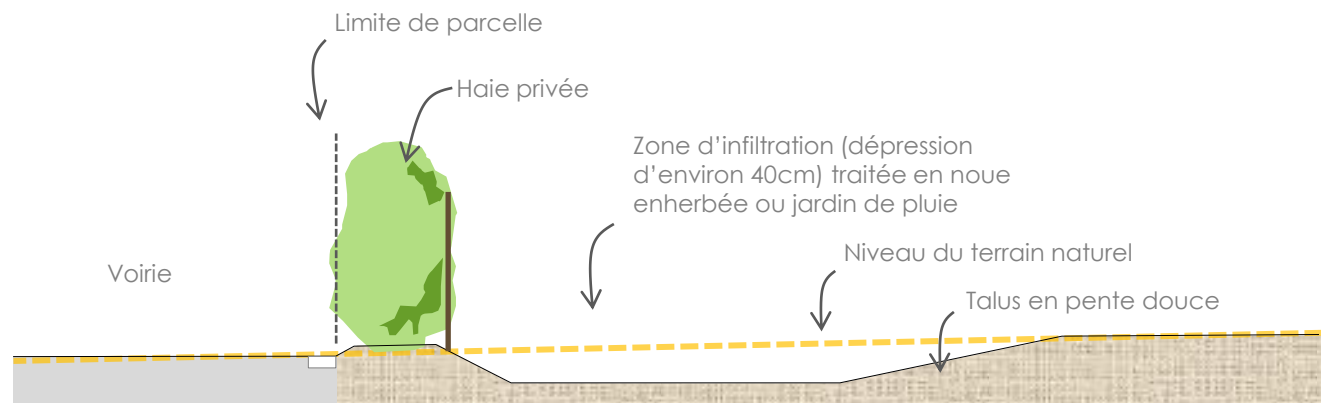 Limite de parcelle
Haie privée
Zone d'infiltration (dépression
d'environ 40cm) traitée en noue
enherbée ou jardin de pluie
Niveau du terrain naturel
Voirie
Talus en pente douce